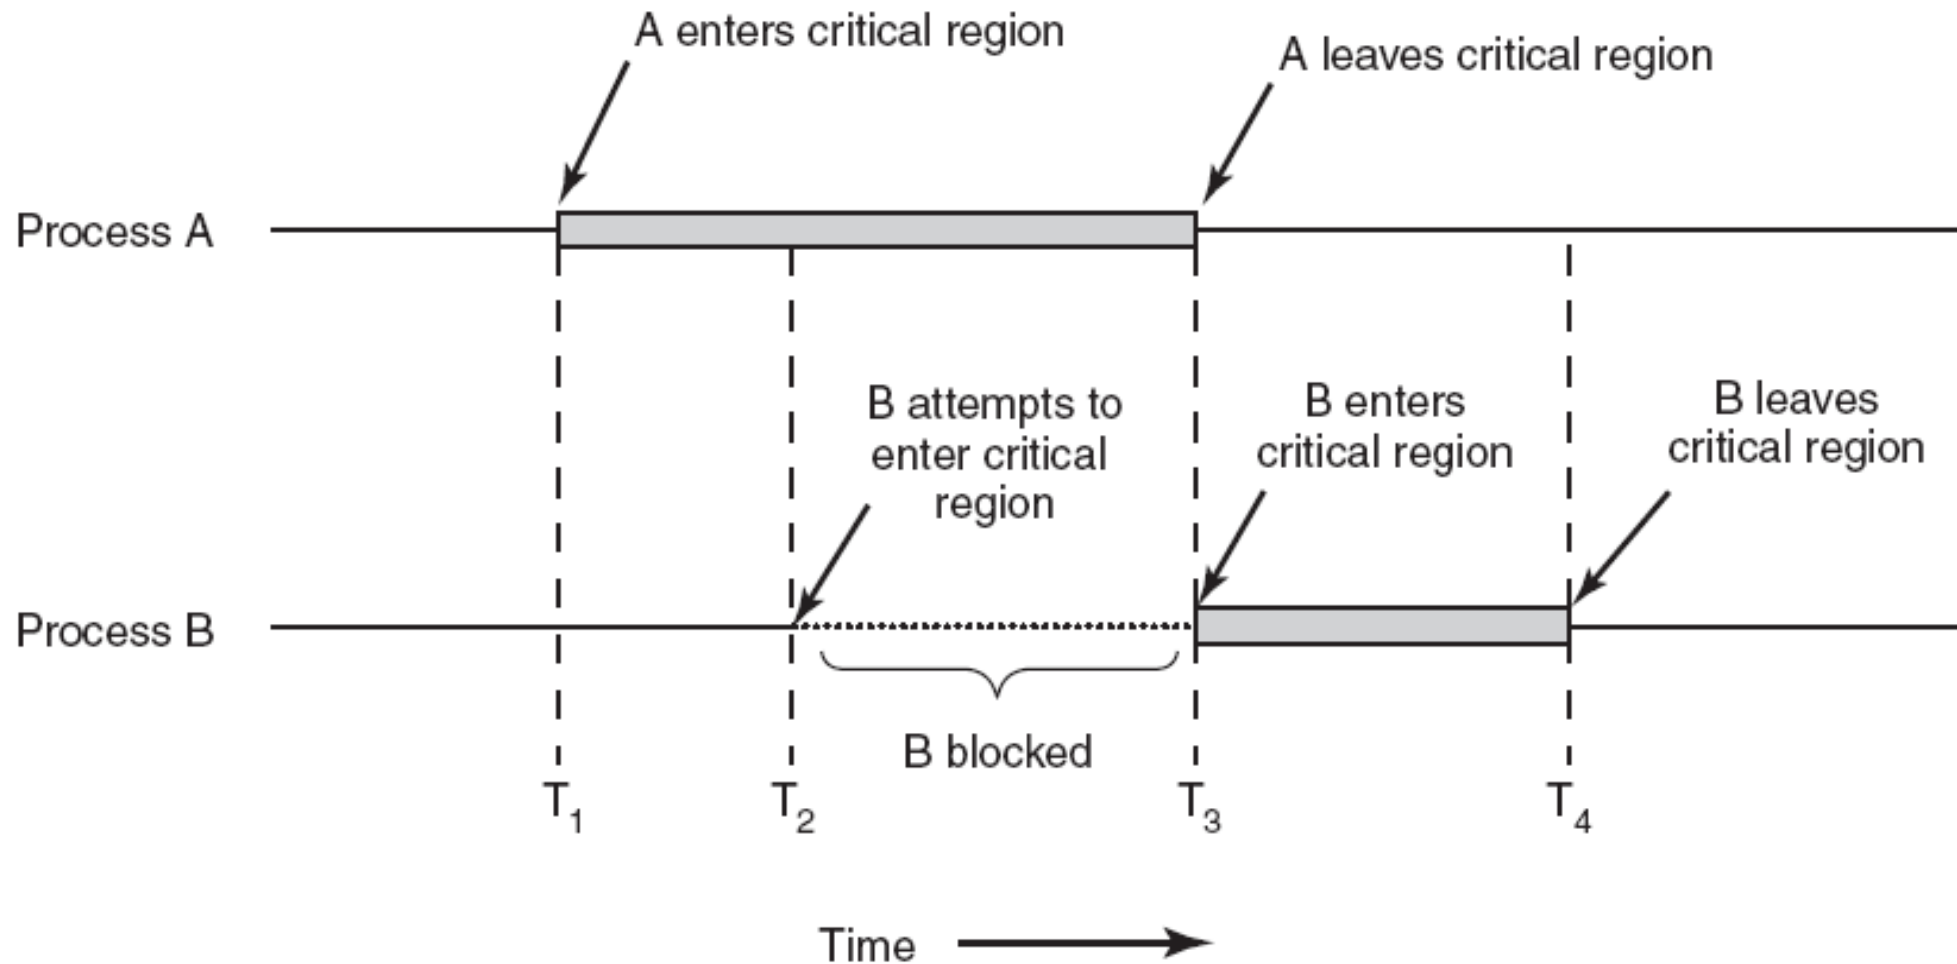 A enters critical region
A leaves critical region
Process A
B attempts to
enter critical
region
B enters
critical region
B leaves
critical region
Process B
B blocked
T1
T2
T3
T4
Time